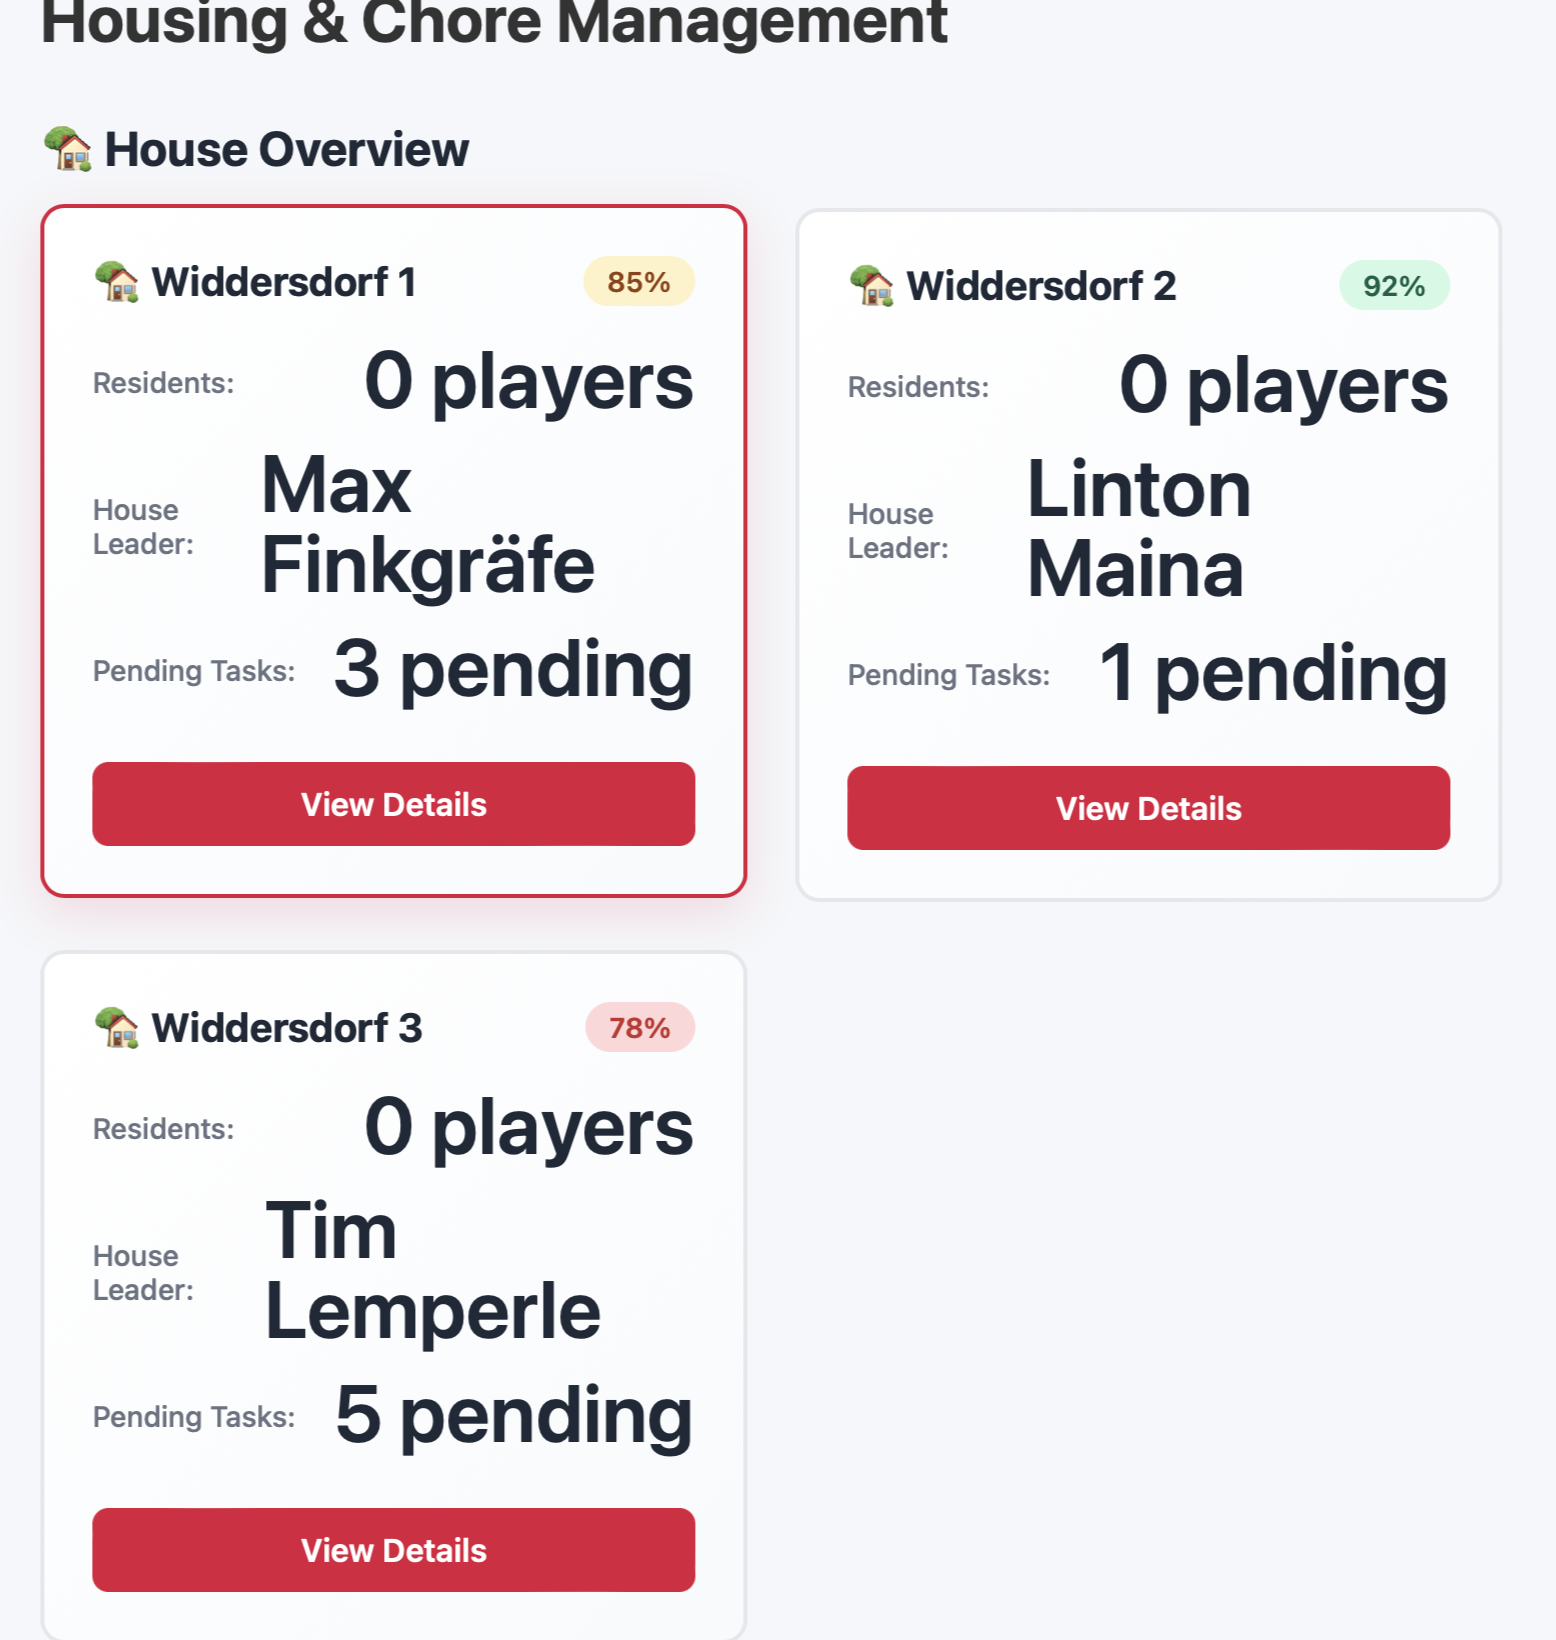 Housing & Chore Management
House Overview
Widdersdorf 1
85%
Residents:
0 players
House
Leader:
Max
Finkgräfe
Pending Tasks:
3 pending
View Details
Widdersdorf 2
92%
Residents:
0 players
House
Leader:
Linton
Maina
Pending Tasks:
1 pending
View Details
Widdersdorf 3
78%
Residents:
0 players
House
Leader:
Tim
Lemperle
Pending Tasks:
5 pending
View Details